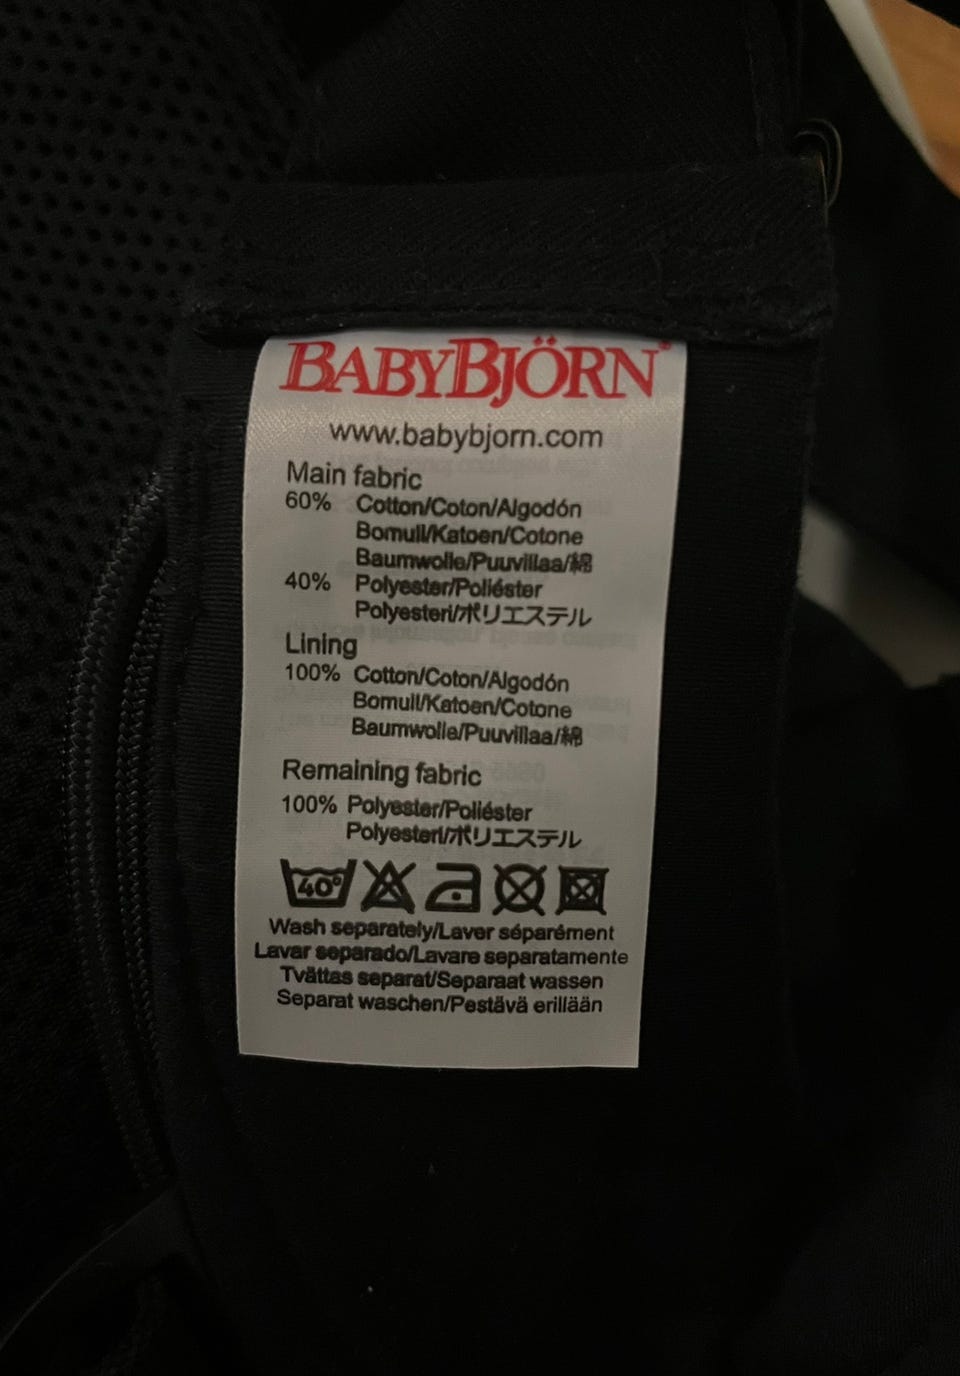 BABYBJÖRN®
www.babybjorn.com
Main fabric
60% Cotton/Coton/Algodón
Bomull/Katoen/Cotone
Baumwolle/Puuvillaa/綿
40% Polyester/Poliéster
Polyesteri/ポリエステル
Lining
100% Cotton/Coton/Algodón
Bomull/Katoen/Cotone
Baumwolle/Puuvillaa/綿
Remaining fabric
100% Polyester/Poliéster
Polyesteri/ポリエステル
40°
Wash separately/Laver séparément
Lavar separado/Lavare separatamente
Tvättas separat/Separaat wassen
Separat waschen/Pestävä erillään